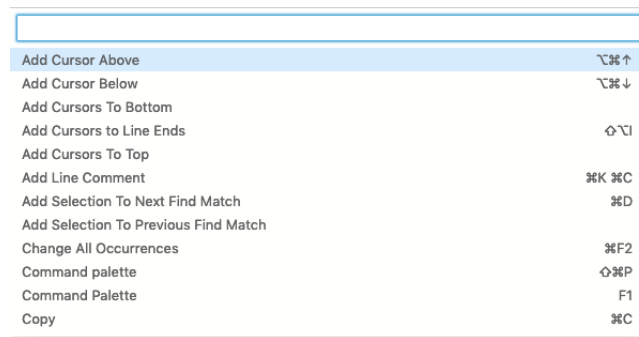 Add Cursor Above ⌥⌘↑
Add Cursor Below ⌥⌘↓
Add Cursors To Bottom
Add Cursors to Line Ends ⇧⌥I
Add Cursors To Top
Add Line Comment ⌘K ⌘C
Add Selection To Next Find Match ⌘D
Add Selection To Previous Find Match
Change All Occurrences ⌘F2
Command palette ⇧⌘P
Command Palette F1
Copy ⌘C